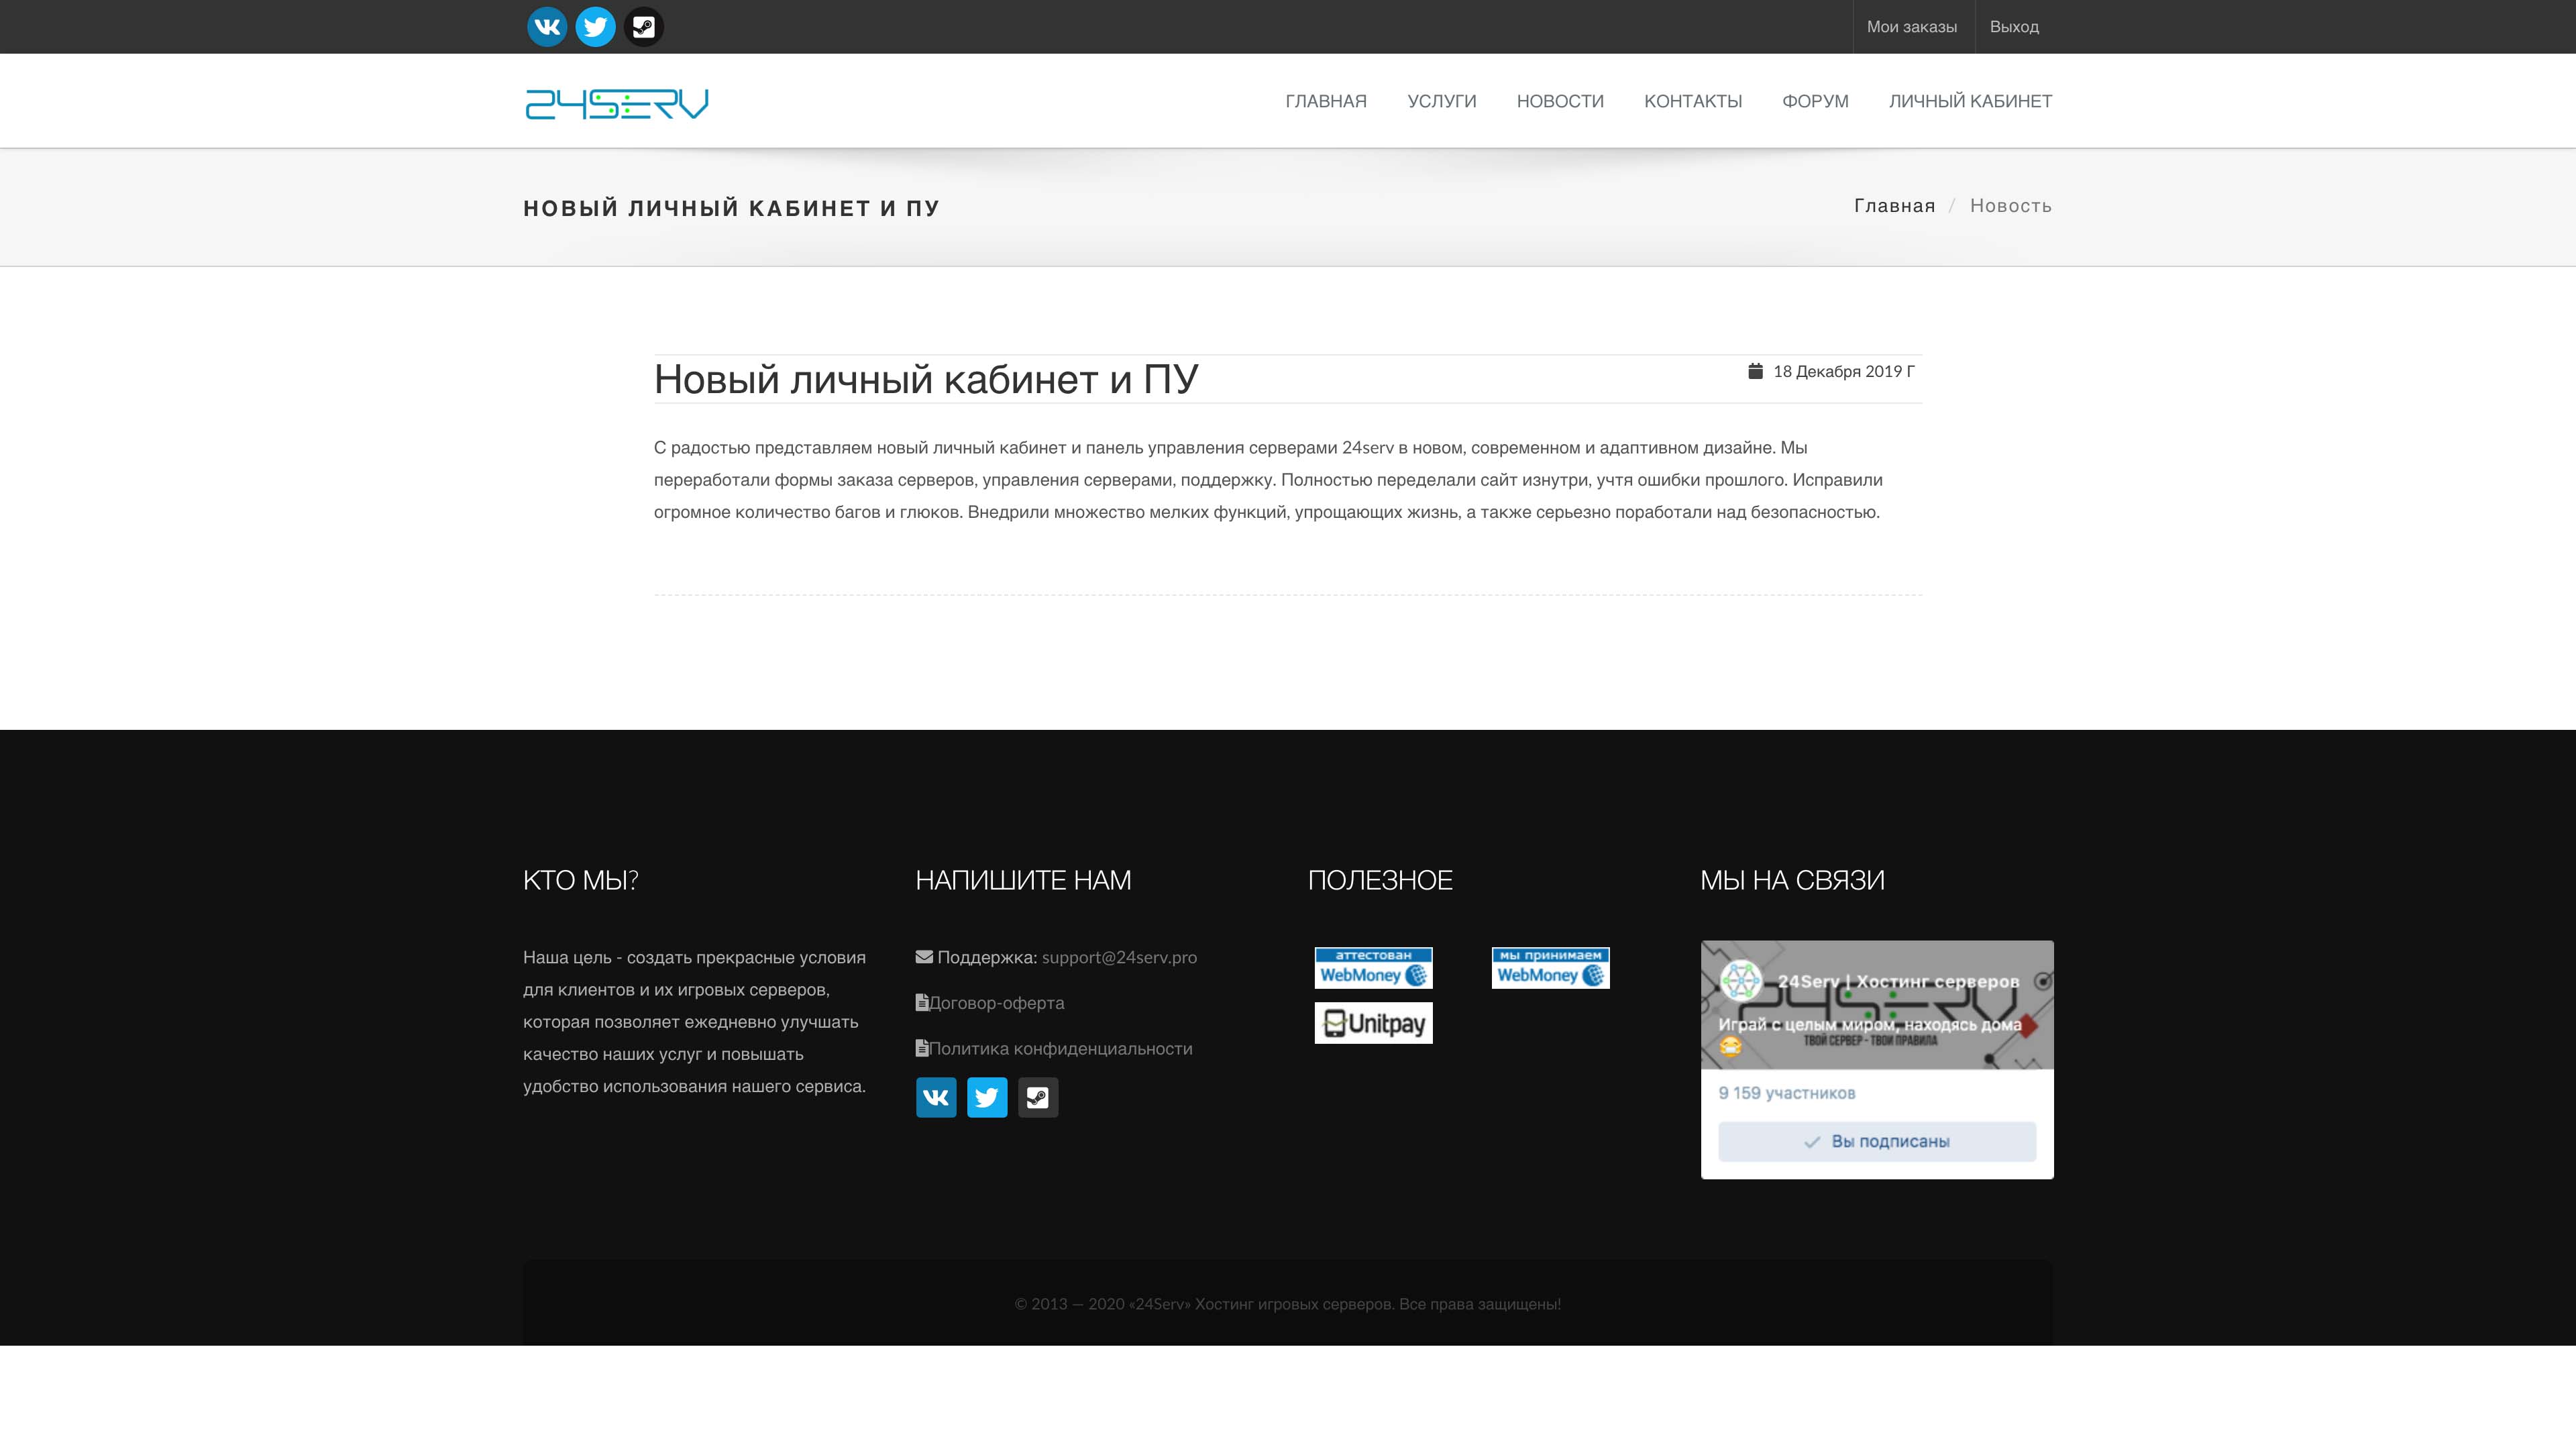 Мои заказы
Выход
24SERV
ГЛАВНАЯ
УСЛУГИ
НОВОСТИ
КОНТАКТЫ
ФОРУМ
ЛИЧНЫЙ КАБИНЕТ
НОВЫЙ ЛИЧНЫЙ КАБИНЕТ И ПУ
Главная / Новость
Новый личный кабинет и ПУ
18 Декабря 2019 Г
С радостью представляем новый личный кабинет и панель управления серверами 24serv в новом, современном и адаптивном дизайне. Мы
переработали формы заказа серверов, управления серверами, поддержку. Полностью переделали сайт изнутри, учтя ошибки прошлого. Исправили
огромное количество багов и глюков. Внедрили множество мелких функций, упрощающих жизнь, а также серьезно поработали над безопасностью.
КТО МЫ?
Наша цель - создать прекрасные условия
для клиентов и их игровых серверов,
которая позволяет ежедневно улучшать
качество наших услуг и повышать
удобство использования нашего сервиса.
НАПИШИТЕ НАМ
Поддержка: support@24serv.pro
Договор-оферта
Политика конфиденциальности
ПОЛЕЗНОЕ
аттестован
WebMoney
мы принимаем
WebMoney
Unitpay
МЫ НА СВЯЗИ
24Serv | Хостинг серверов
24SERV
Играй с целым миром, находясь дома
😷
ТВОЙ СЕРВЕР - ТВОИ ПРАВИЛА
9 159 участников
Вы подписаны
© 2013 — 2020 «24Serv» Хостинг игровых серверов. Все права защищены!